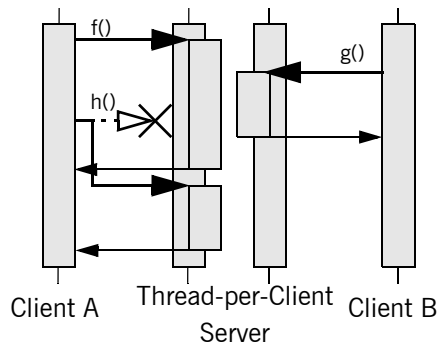 f()
g()
h()
Client A
Thread-per-Client
Server
Client B